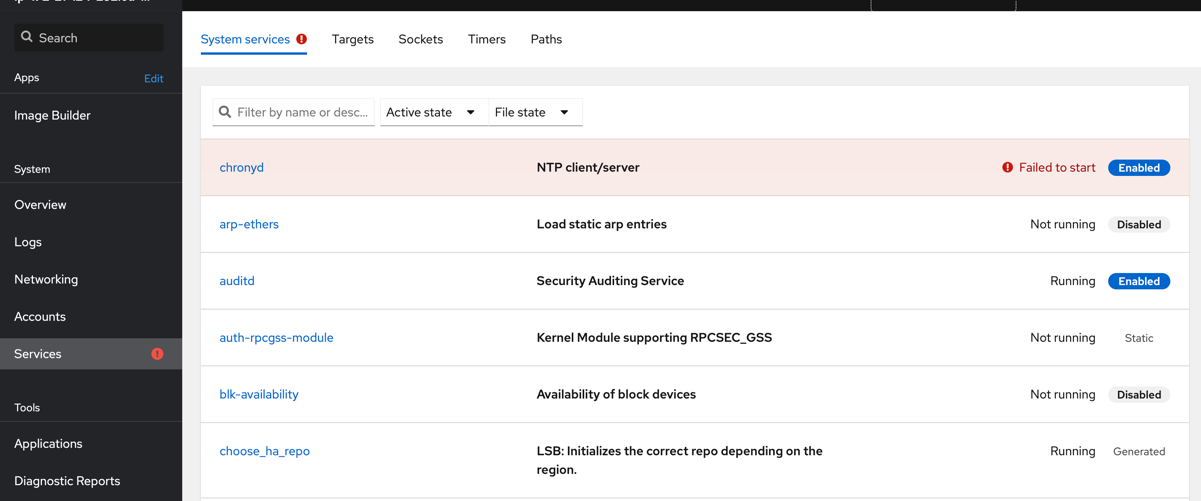 Search
Apps
Edit
Image Builder
System
Overview
Logs
Networking
Accounts
Services
Tools
Applications
Diagnostic Reports
System services
Targets
Sockets
Timers
Paths
Filter by name or desc...
Active state
File state
chronyd
NTP client/server
Failed to start
Enabled
arp-ethers
Load static arp entries
Not running
Disabled
auditd
Security Auditing Service
Running
Enabled
auth-rpcgss-module
Kernel Module supporting RPCSEC_GSS
Not running
Static
blk-availability
Availability of block devices
Not running
Disabled
choose_ha_repo
LSB: Initializes the correct repo depending on the
region.
Running
Generated